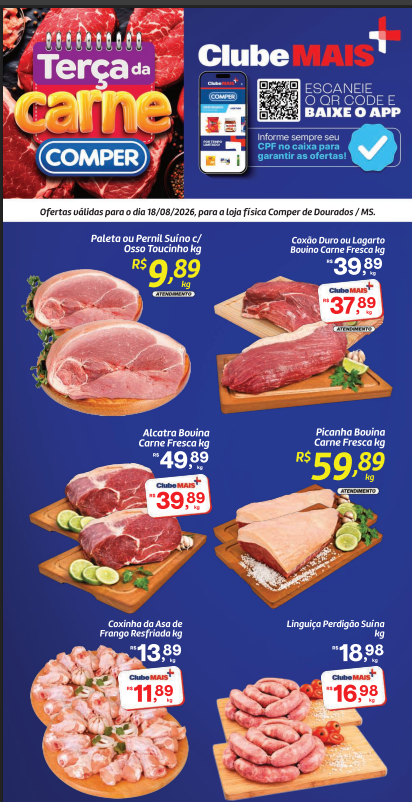 Terça da
carne
COMPER
Clube MAIS
COMPER
ESCANEIE
O QR CODE E
BAIXE O APP
Informe sempre seu
CPF no caixa para
garantir as ofertas!
Ofertas válidas para o dia 18/08/2026, para a loja física Comper de Dourados / MS.
Paleta ou Pernil Suíno c/
Osso Toucinho kg
R$ 9,89 kg
ATENDIMENTO
Coxão Duro ou Lagarto
Bovino Carne Fresca kg
R$ 39,89 kg
Clube MAIS
R$ 37,89 kg
ATENDIMENTO
Alcatra Bovina
Carne Fresca kg
R$ 49,89 kg
Clube MAIS
R$ 39,89 kg
Picanha Bovina
Carne Fresca kg
R$ 59,89 kg
ATENDIMENTO
Coxinha da Asa de
Frango Resfriada kg
R$ 13,89 kg
Clube MAIS
R$ 11,89 kg
Linguiça Perdigão Suína
kg
R$ 18,98 kg
Clube MAIS
R$ 16,98 kg